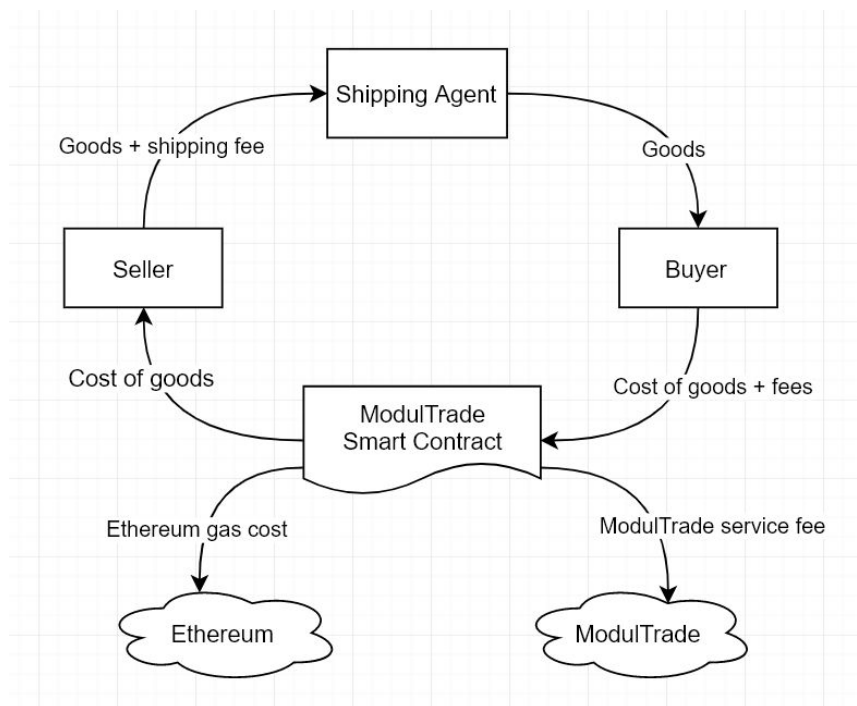 Shipping Agent
Goods + shipping fee
Goods
Seller
Buyer
Cost of goods
Cost of goods + fees
ModulTrade
Smart Contract
Ethereum gas cost
ModulTrade service fee
Ethereum
ModulTrade